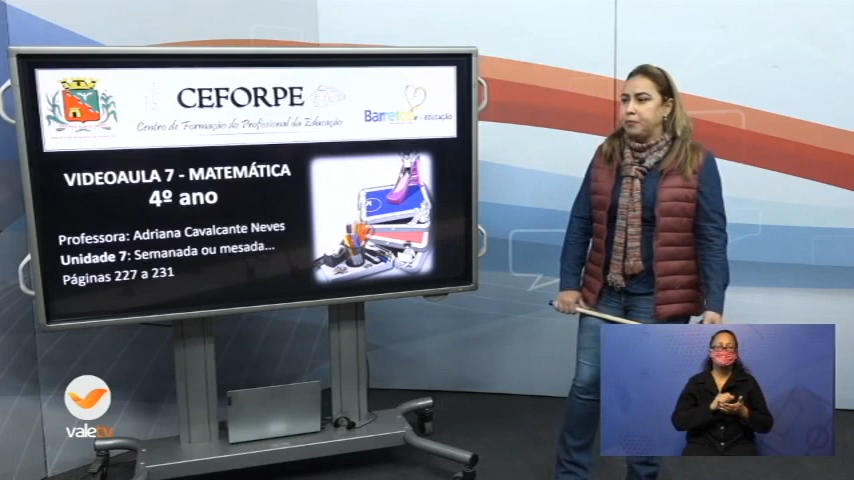 CEFORPE
Centro de Formação do Profissional da Educação
Barretos
EDUCAÇÃO
VIDEOAULA 7 - MATEMÁTICA
4º ano
Professora: Adriana Cavalcante Neves
Unidade 7: Semanada ou mesada...
Páginas 227 a 231
valetv